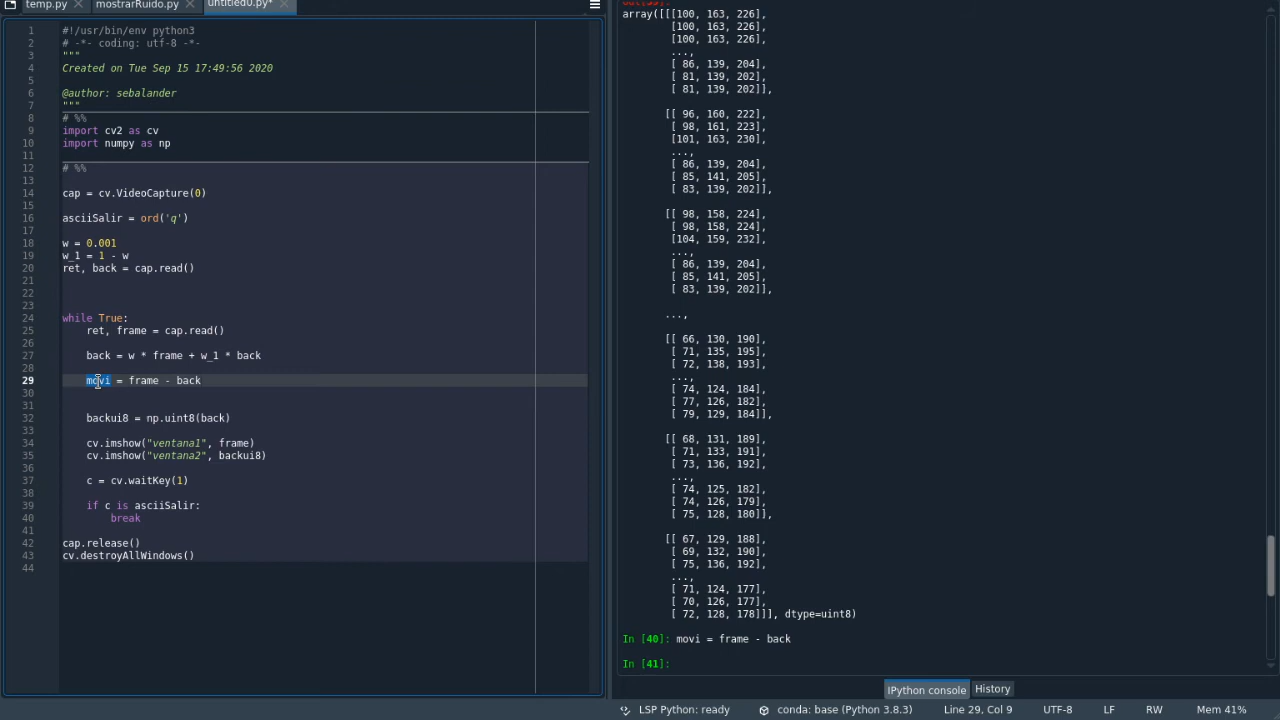 temp.py
mostrarRuido.py
untitled0.py*
1 #!/usr/bin/env python3
2 # -*- coding: utf-8 -*-
3 """
4 Created on Tue Sep 15 17:49:56 2020
5
6 @author: sebalander
7 """
8 # %%
9 import cv2 as cv
10 import numpy as np
11
12 # %%
13
14 cap = cv.VideoCapture(0)
15
16 asciiSalir = ord('q')
17
18 w = 0.001
19 w_1 = 1 - w
20 ret, back = cap.read()
21
22
23
24 while True:
25 ret, frame = cap.read()
26
27 back = w * frame + w_1 * back
28
29 movi = frame - back
30
31
32 backui8 = np.uint8(back)
33
34 cv.imshow("ventana1", frame)
35 cv.imshow("ventana2", backui8)
36
37 c = cv.waitKey(1)
38
39 if c is asciiSalir:
40 break
41
42 cap.release()
43 cv.destroyAllWindows()
44
array([[[100, 163, 226],
[100, 163, 226],
[100, 163, 226],
...,
[ 86, 139, 204],
[ 81, 139, 202],
[ 81, 139, 202]],
[[ 96, 160, 222],
[ 98, 161, 223],
[101, 163, 230],
...,
[ 86, 139, 204],
[ 85, 141, 205],
[ 83, 139, 202]],
[[ 98, 158, 224],
[ 98, 158, 224],
[104, 159, 232],
...,
[ 86, 139, 204],
[ 85, 141, 205],
[ 83, 139, 202]],
...,
[[ 66, 130, 190],
[ 71, 135, 195],
[ 72, 138, 193],
...,
[ 74, 124, 184],
[ 77, 126, 182],
[ 79, 129, 184]],
[[ 68, 131, 189],
[ 71, 133, 191],
[ 73, 136, 192],
...,
[ 74, 125, 182],
[ 74, 126, 179],
[ 75, 128, 180]],
[[ 67, 129, 188],
[ 69, 132, 190],
[ 75, 136, 192],
...,
[ 71, 124, 177],
[ 70, 126, 177],
[ 72, 128, 178]]], dtype=uint8)
In [40]: movi = frame - back
In [41]:
IPython console
History
LSP Python: ready
conda: base (Python 3.8.3)
Line 29, Col 9
UTF-8
LF
RW
Mem 41%